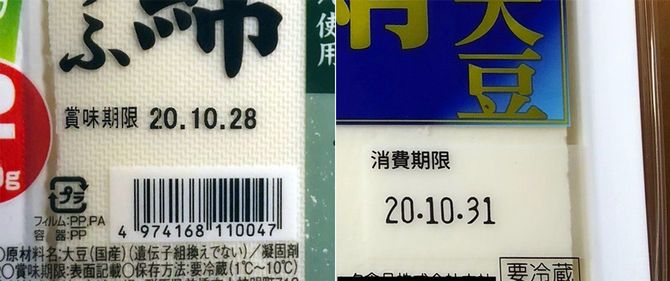 使用
うふ
綿
賞味期限 20.10.28
プラ
フィルム:PP.PA
容器:PP
4 974168 110047
○原材料名:大豆(国産)(遺伝子組換えでない)/凝固剤
○賞味期限:表面記載○保存方法:要冷蔵(1℃~10℃)
大豆
消費期限
20.10.31
要冷蔵